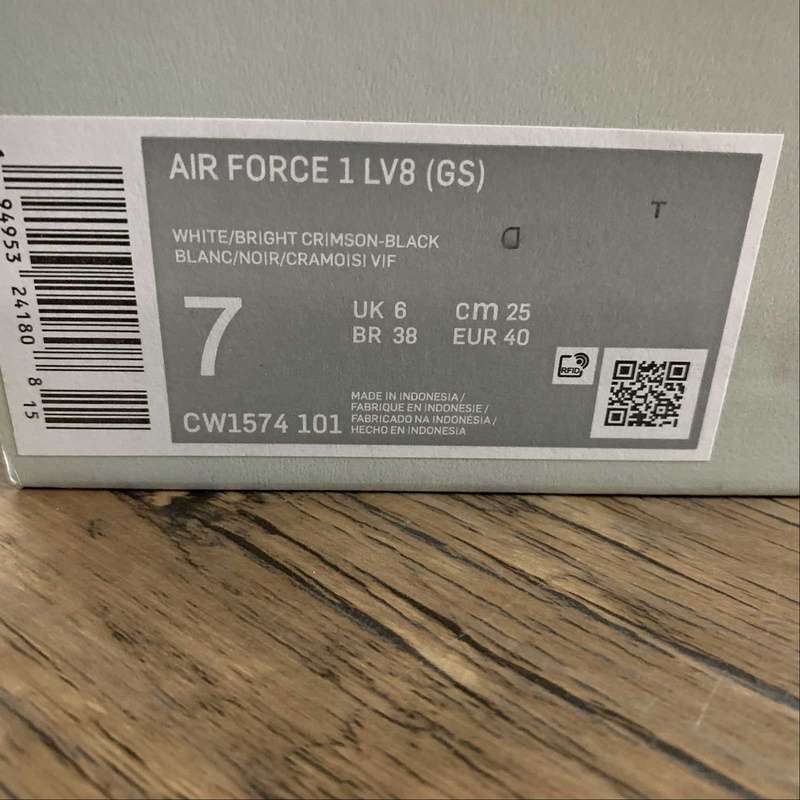 AIR FORCE 1 LV8 (GS)
T
D
WHITE/BRIGHT CRIMSON-BLACK
BLANC/NOIR/CRAMOISI VIF
7
UK 6 cm 25
BR 38 EUR 40
RFID
CW1574 101
MADE IN INDONESIA/
FABRIQUE EN INDONESIE/
FABRICADO NA INDONESIA/
HECHO EN INDONESIA
1 94953 24180 8 15